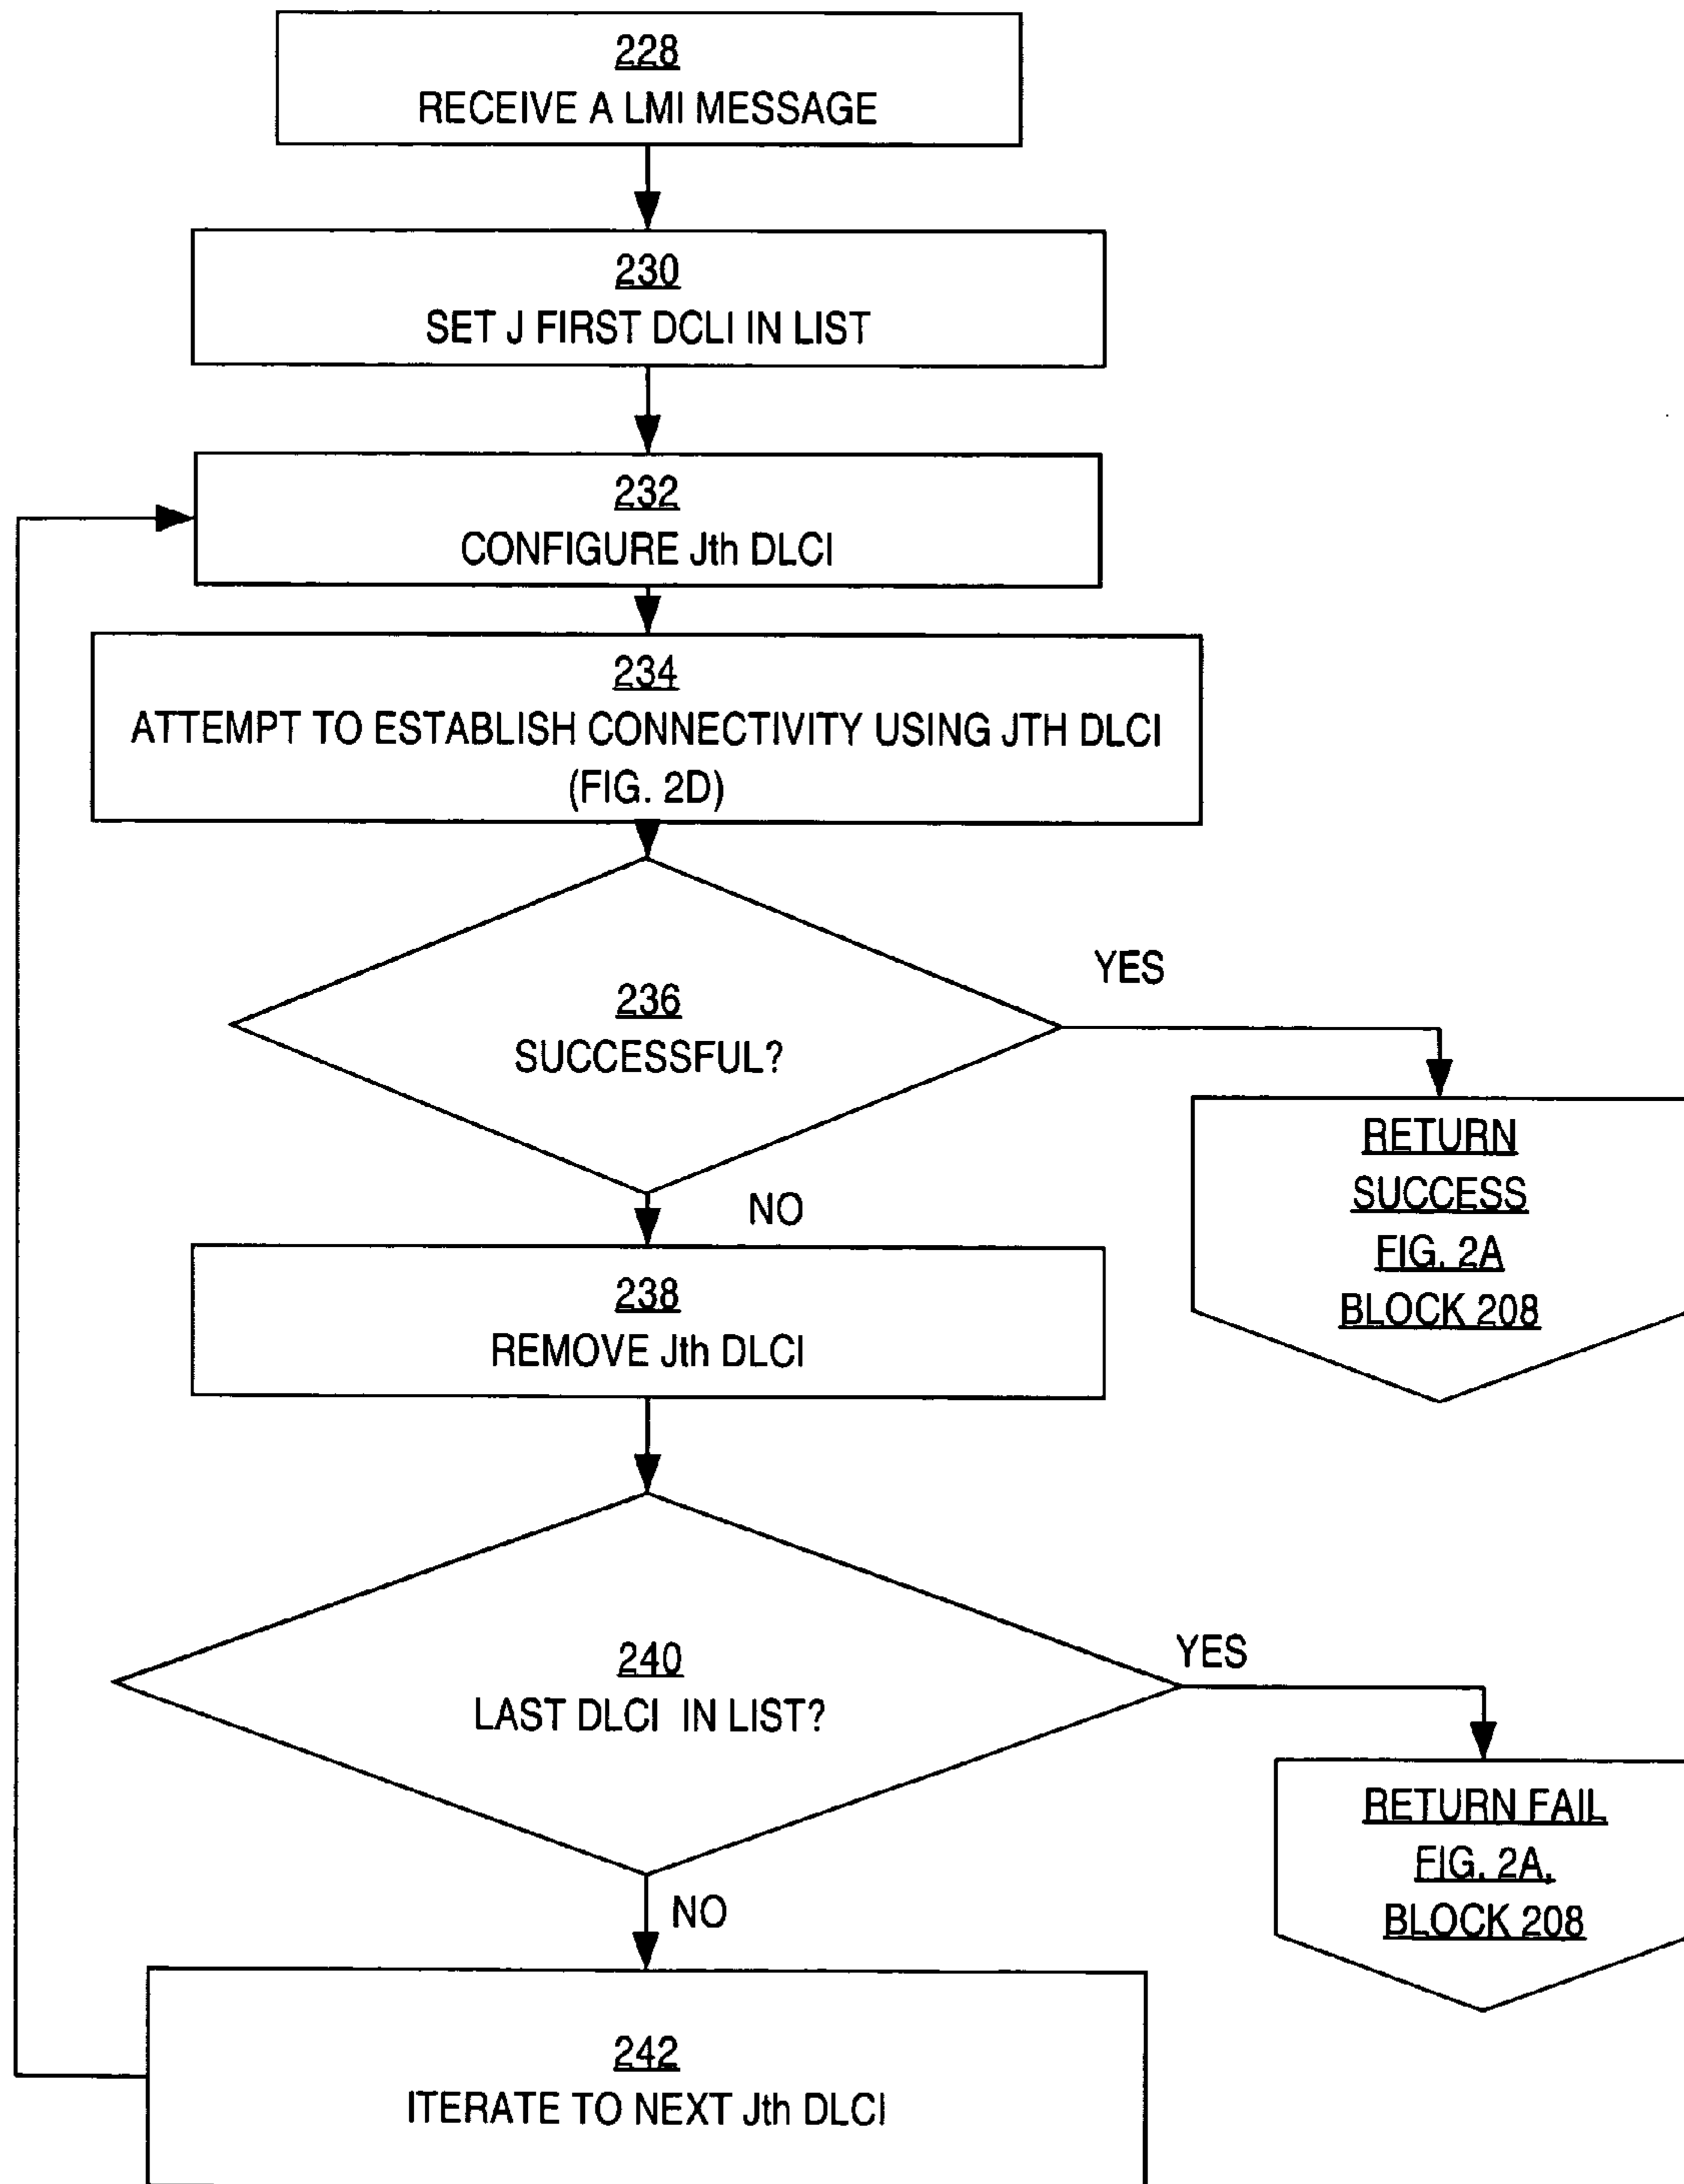 228
RECEIVE A LMI MESSAGE
230
SET J FIRST DCLI IN LIST
232
CONFIGURE Jth DLCI
234
ATTEMPT TO ESTABLISH CONNECTIVITY USING JTH DLCI
(FIG. 2D)
236
SUCCESSFUL?
YES
RETURN
SUCCESS
FIG. 2A
BLOCK 208
NO
238
REMOVE Jth DLCI
240
LAST DLCI IN LIST?
YES
RETURN FAIL
FIG. 2A,
BLOCK 208
NO
242
ITERATE TO NEXT Jth DLCI